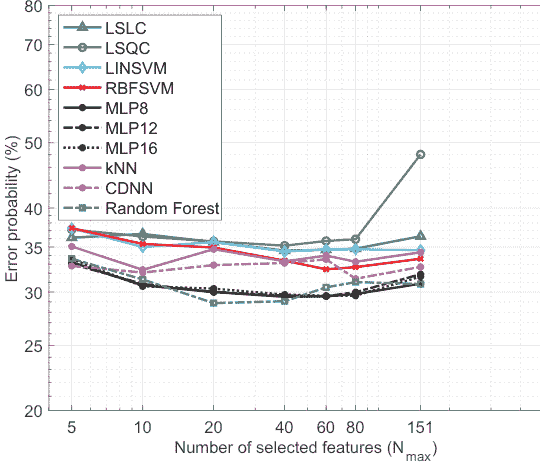 80
70
60
50
40
35
30
25
20
Error probability (%)
LSLC
LSQC
LINSVM
RBFSVM
MLP8
MLP12
MLP16
kNN
CDNN
Random Forest
5 10 20 40 60 80 151
Number of selected features (Nmax)